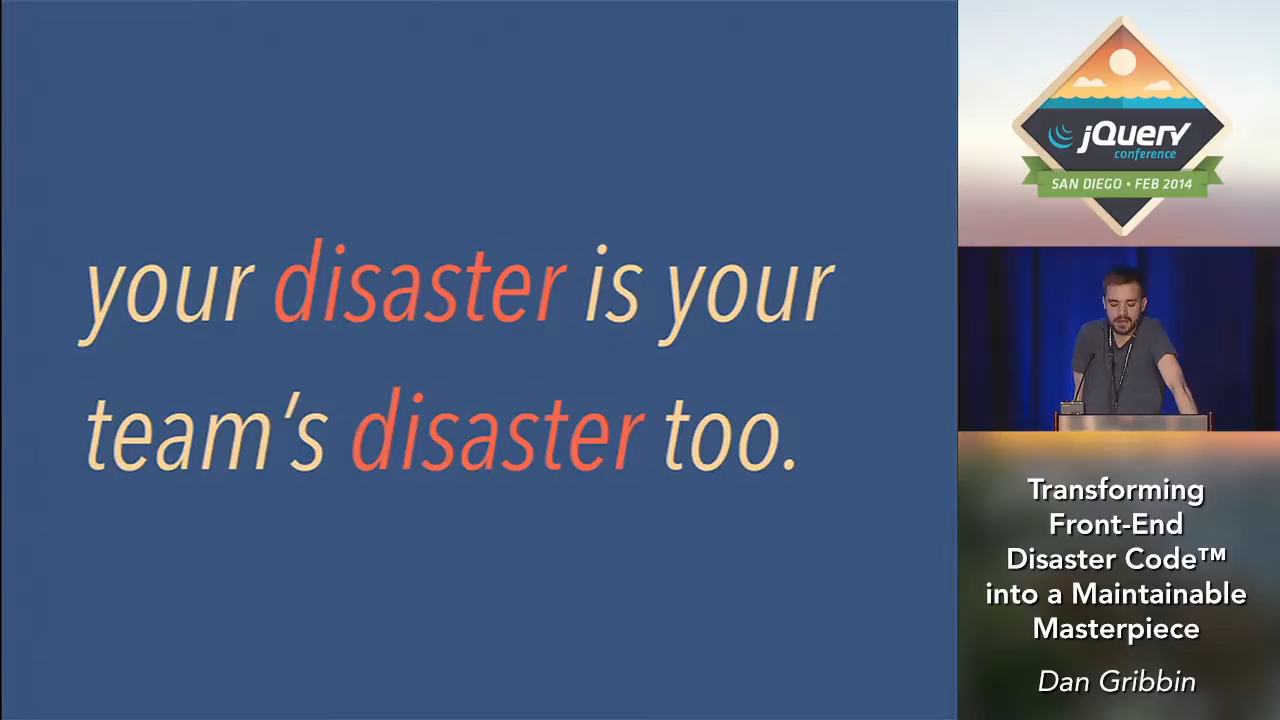 your disaster is your
team’s disaster too.
jQuery
conference
SAN DIEGO • FEB 2014
Transforming
Front-End
Disaster Code™
into a Maintainable
Masterpiece
Dan Gribbin